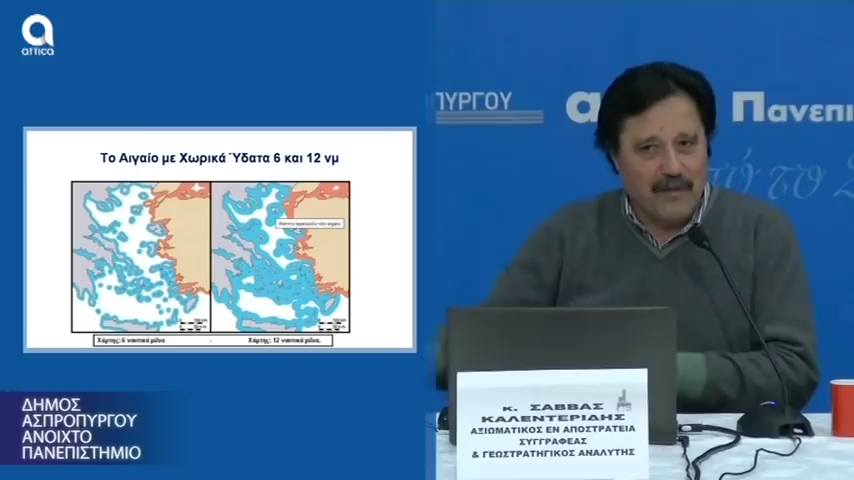 attica
Το Αιγαίο με Χωρικά Ύδατα 6 και 12 νμ
Χάρτης: 6 ναυτικά μίλια - Χάρτης: 12 ναυτικά μίλια.
ΔΗΜΟΣ
ΑΣΠΡΟΠΥΡΓΟΥ
ΑΝΟΙΧΤΟ
ΠΑΝΕΠΙΣΤΗΜΙΟ
ΠΥΡΓΟΥ
Πανεπι
ύ το
κ. ΣΑΒΒΑΣ
ΚΑΛΕΝΤΕΡΙΔΗΣ
ΑΞΙΩΜΑΤΙΚΟΣ ΕΝ ΑΠΟΣΤΡΑΤΕΙΑ
ΣΥΓΓΡΑΦΕΑΣ
& ΓΕΩΣΤΡΑΤΗΓΙΚΟΣ ΑΝΑΛΥΤΗΣ